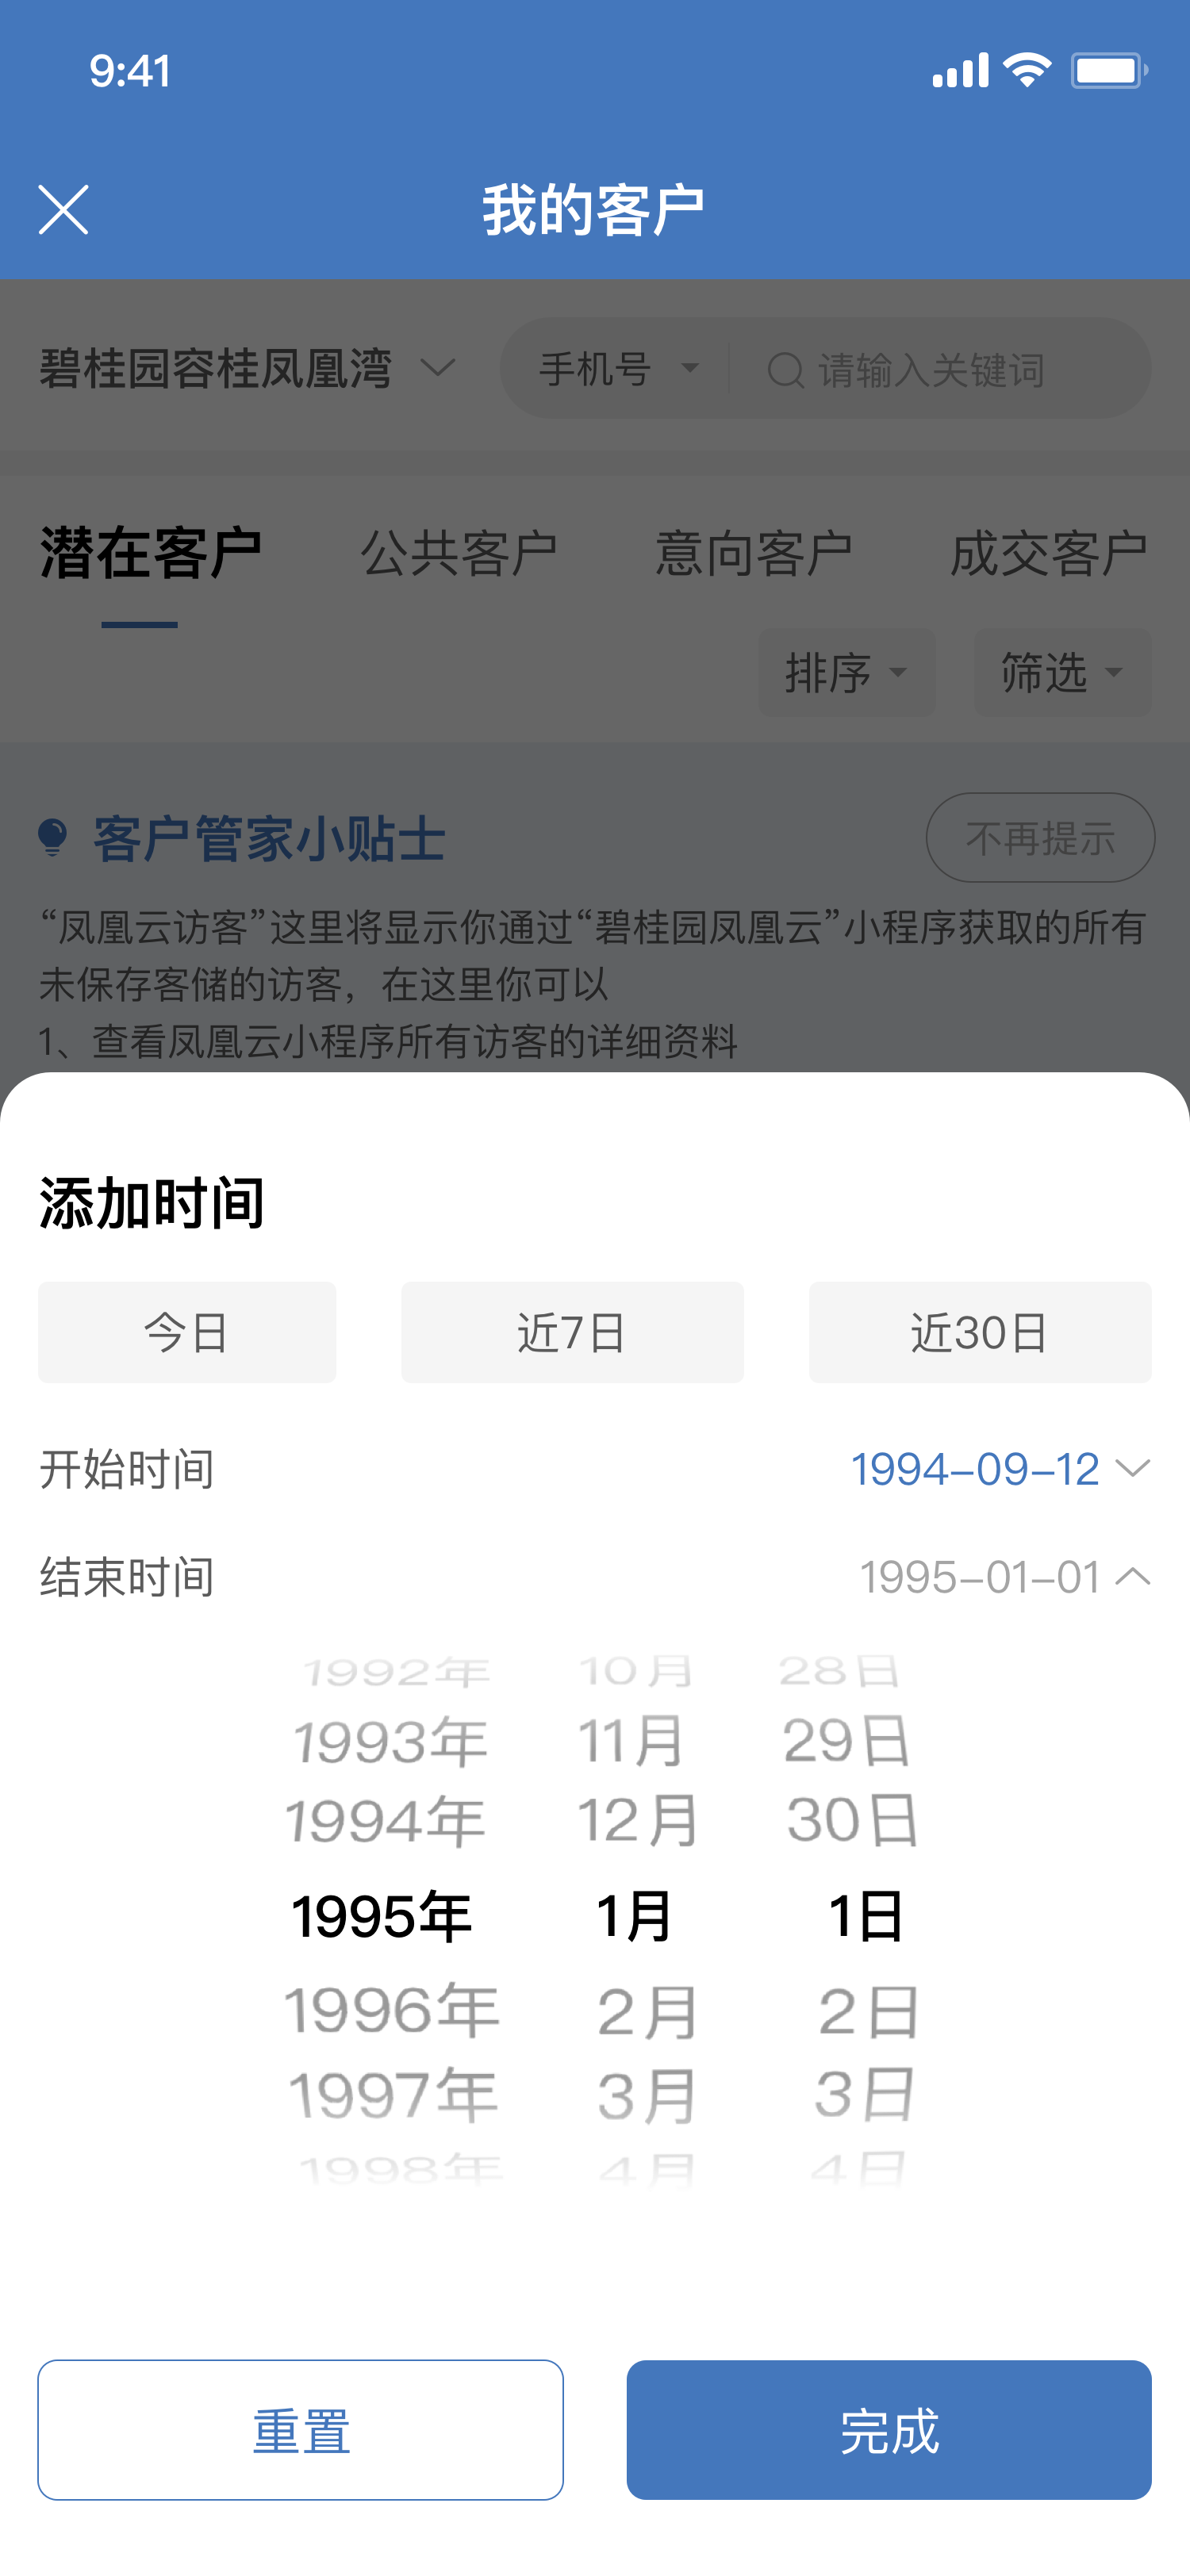 9:41
我的客户
碧桂园容桂凤凰湾 手机号 请输入关键词
潜在客户 公共客户 意向客户 成交客户
排序 筛选
客户管家小贴士 不再提示
“凤凰云访客”这里将显示你通过“碧桂园凤凰云”小程序获取的所有
未保存客储的访客，在这里你可以
1、查看凤凰云小程序所有访客的详细资料
添加时间
今日 近7日 近30日
开始时间 1994-09-12
结束时间 1995-01-01
1992年 10月 28日
1993年 11月 29日
1994年 12月 30日
1995年 1月 1日
1996年 2月 2日
1997年 3月 3日
1998年 4月 4日
重置 完成